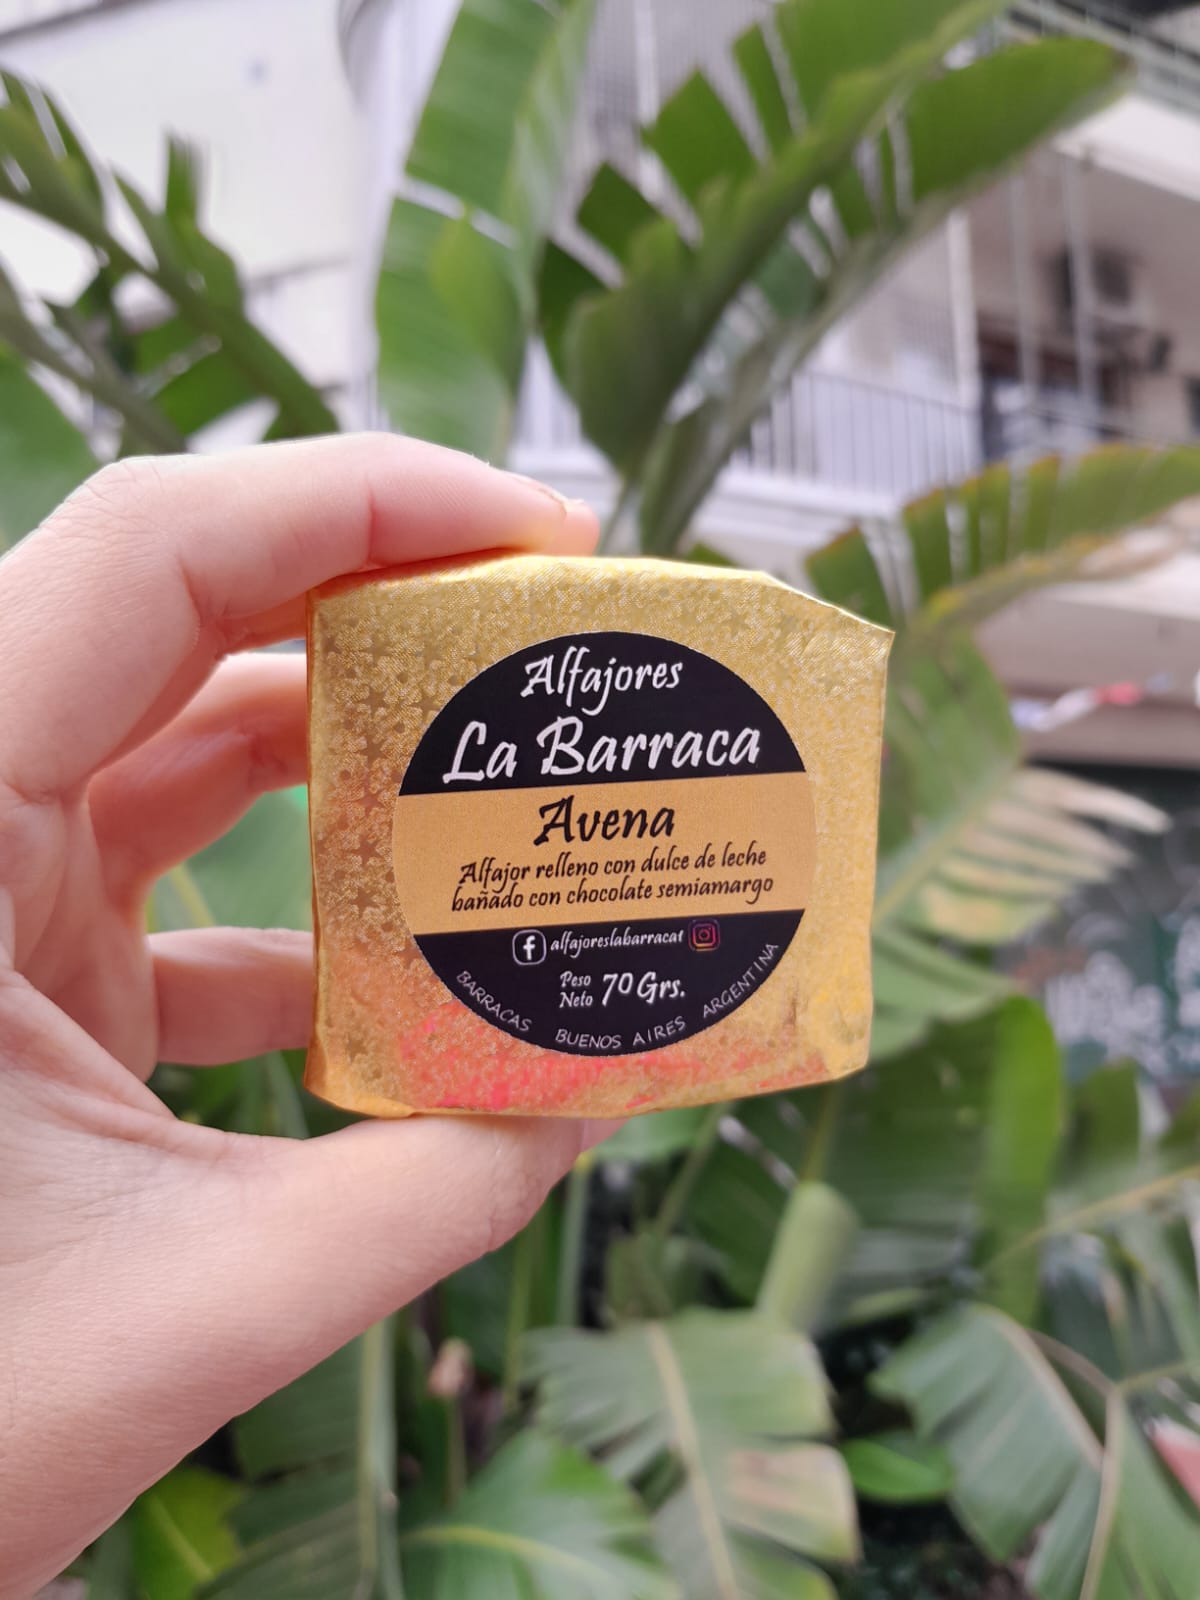 Alfajores
La Barraca
Avena
Alfajor relleno con dulce de leche
bañado con chocolate semiamargo
alfajoreslabarraca1
Peso
Neto 70 Grs.
BARRACAS BUENOS AIRES ARGENTINA